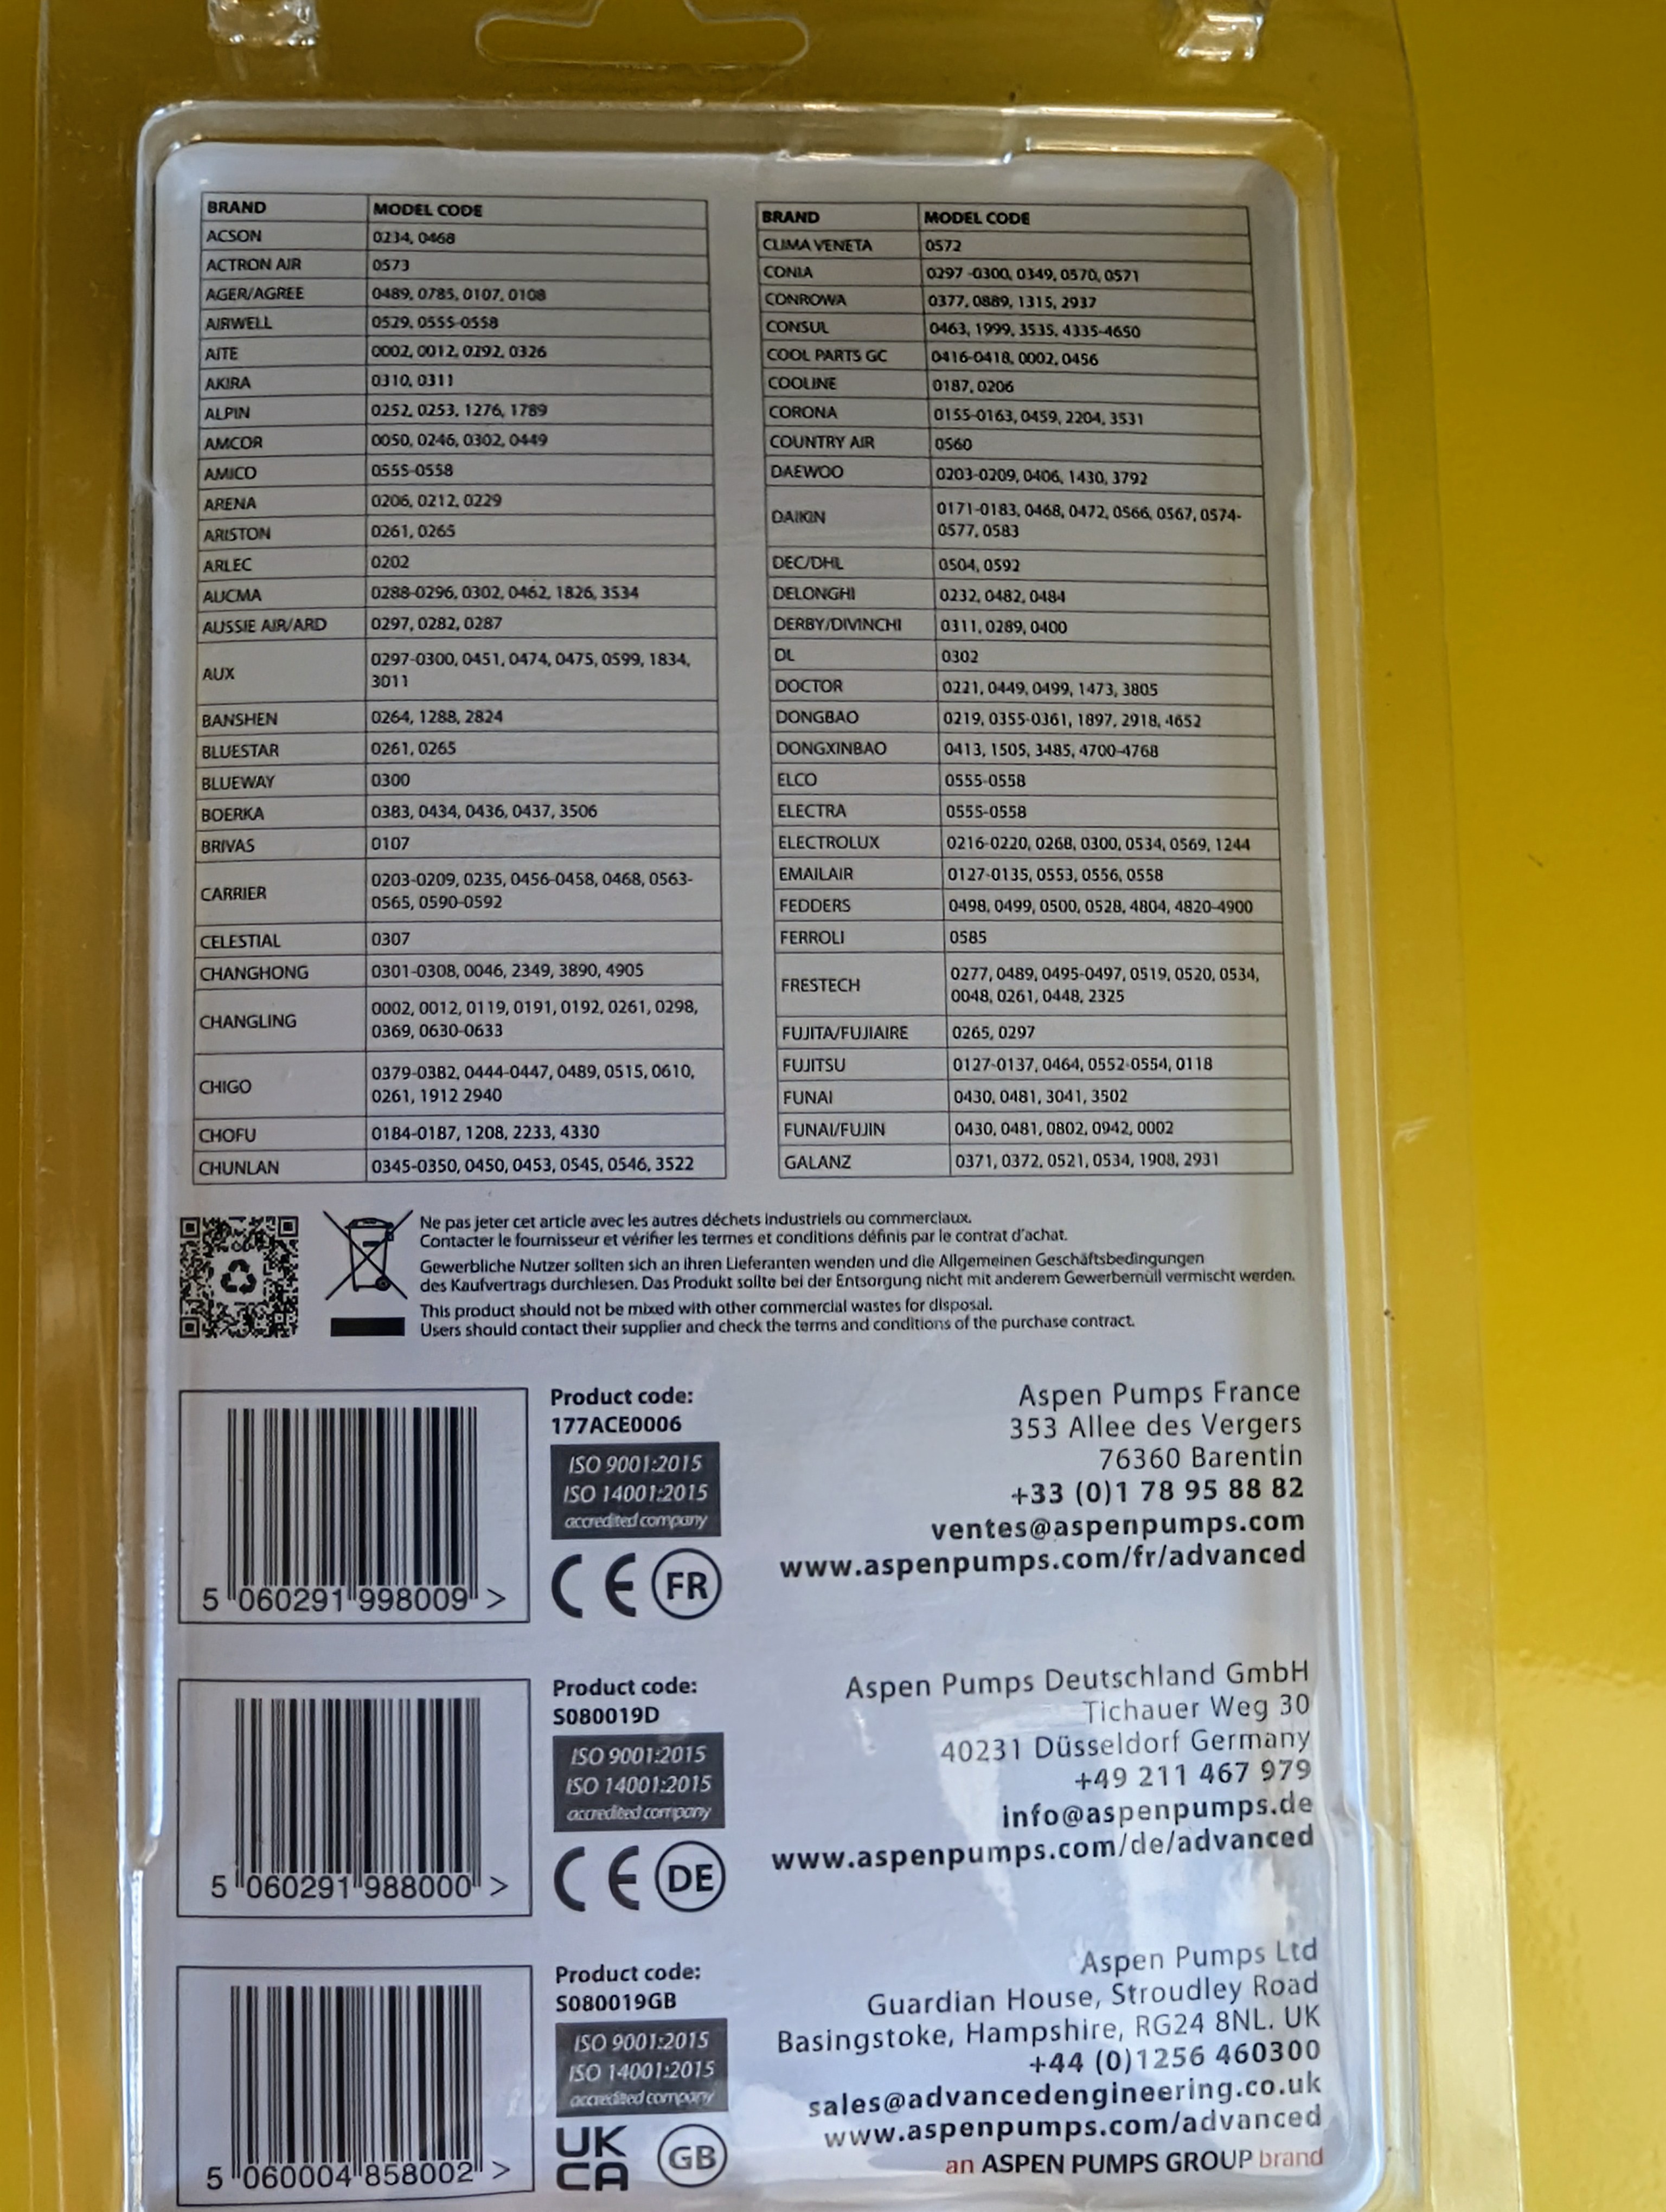 BRAND MODEL CODE
ACSON 0234, 0468
ACTRON AIR 0573
AGER/AGREE 0489, 0785, 0107, 0108
AIRWELL 0529, 0555-0558
AITE 0002, 0012, 0292, 0326
AKIRA 0310, 0311
ALPIN 0252, 0253, 1276, 1789
AMCOR 0050, 0246, 0302, 0449
AMICO 0555-0558
ARENA 0206, 0212, 0229
ARISTON 0261, 0265
ARLEC 0202
AUCMA 0288-0296, 0302, 0462, 1826, 3534
AUSSIE AIR/ARD 0297, 0282, 0287
AUX 0297-0300, 0451, 0474, 0475, 0599, 1834,
3011
BANSHEN 0264, 1288, 2824
BLUESTAR 0261, 0265
BLUEWAY 0300
BOERKA 0383, 0434, 0436, 0437, 3506
BRIVAS 0107
CARRIER 0203-0209, 0235, 0456-0458, 0468, 0563-
0565, 0590-0592
CELESTIAL 0307
CHANGHONG 0301-0308, 0046, 2349, 3890, 4905
CHANGLING 0002, 0012, 0119, 0191, 0192, 0261, 0298,
0369, 0630-0633
CHIGO 0379-0382, 0444-0447, 0489, 0515, 0610,
0261, 1912 2940
CHOFU 0184-0187, 1208, 2233, 4330
CHUNLAN 0345-0350, 0450, 0453, 0545, 0546, 3522
BRAND MODEL CODE
CLIMA VENETA 0572
CONIA 0297 -0300, 0349, 0570, 0571
CONROWA 0377, 0889, 1315, 2937
CONSUL 0463, 1999, 3535, 4335-4650
COOL PARTS GC 0416-0418, 0002, 0456
COOLINE 0187, 0206
CORONA 0155-0163, 0459, 2204, 3531
COUNTRY AIR 0560
DAEWOO 0203-0209, 0406, 1430, 3792
DAIKIN 0171-0183, 0468, 0472, 0566, 0567, 0574-
0577, 0583
DEC/DHL 0504, 0592
DELONGHI 0232, 0482, 0484
DERBY/DIVINCHI 0311, 0289, 0400
DL 0302
DOCTOR 0221, 0449, 0499, 1473, 3805
DONGBAO 0219, 0355-0361, 1897, 2918, 4652
DONGXINBAO 0413, 1505, 3485, 4700-4768
ELCO 0555-0558
ELECTRA 0555-0558
ELECTROLUX 0216-0220, 0268, 0300, 0534, 0569, 1244
EMAILAIR 0127-0135, 0553, 0556, 0558
FEDDERS 0498, 0499, 0500, 0528, 4804, 4820-4900
FERROLI 0585
FRESTECH 0277, 0489, 0495-0497, 0519, 0520, 0534,
0048, 0261, 0448, 2325
FUJITA/FUJIAIRE 0265, 0297
FUJITSU 0127-0137, 0464, 0552-0554, 0118
FUNAI 0430, 0481, 3041, 3502
FUNAI/FUJIN 0430, 0481, 0802, 0942, 0002
GALANZ 0371, 0372, 0521, 0534, 1908, 2931
Ne pas jeter cet article avec les autres déchets industriels ou commerciaux.
Contacter le fournisseur et vérifier les termes et conditions définis par le contrat d'achat.
Gewerbliche Nutzer sollten sich an ihren Lieferanten wenden und die Allgemeinen Geschäftsbedingungen
des Kaufvertrags durchlesen. Das Produkt sollte bei der Entsorgung nicht mit anderem Gewerbemüll vermischt werden.
This product should not be mixed with other commercial wastes for disposal.
Users should contact their supplier and check the terms and conditions of the purchase contract.
5 060291 998009 >
Product code:
177ACE0006
ISO 9001:2015
ISO 14001:2015
accredited company
CE FR
Aspen Pumps France
353 Allee des Vergers
76360 Barentin
+33 (0)1 78 95 88 82
ventes@aspenpumps.com
www.aspenpumps.com/fr/advanced
5 060291 988000 >
Product code:
S080019D
ISO 9001:2015
ISO 14001:2015
accredited company
CE DE
Aspen Pumps Deutschland GmbH
Tichauer Weg 30
40231 Düsseldorf Germany
+49 211 467 979
info@aspenpumps.de
www.aspenpumps.com/de/advanced
5 060004 858002 >
Product code:
S080019GB
ISO 9001:2015
ISO 14001:2015
accredited company
UK
CA
GB
Aspen Pumps Ltd
Guardian House, Stroudley Road
Basingstoke, Hampshire, RG24 8NL. UK
+44 (0)1256 460300
sales@advancedengineering.co.uk
www.aspenpumps.com/advanced
an ASPEN PUMPS GROUP brand